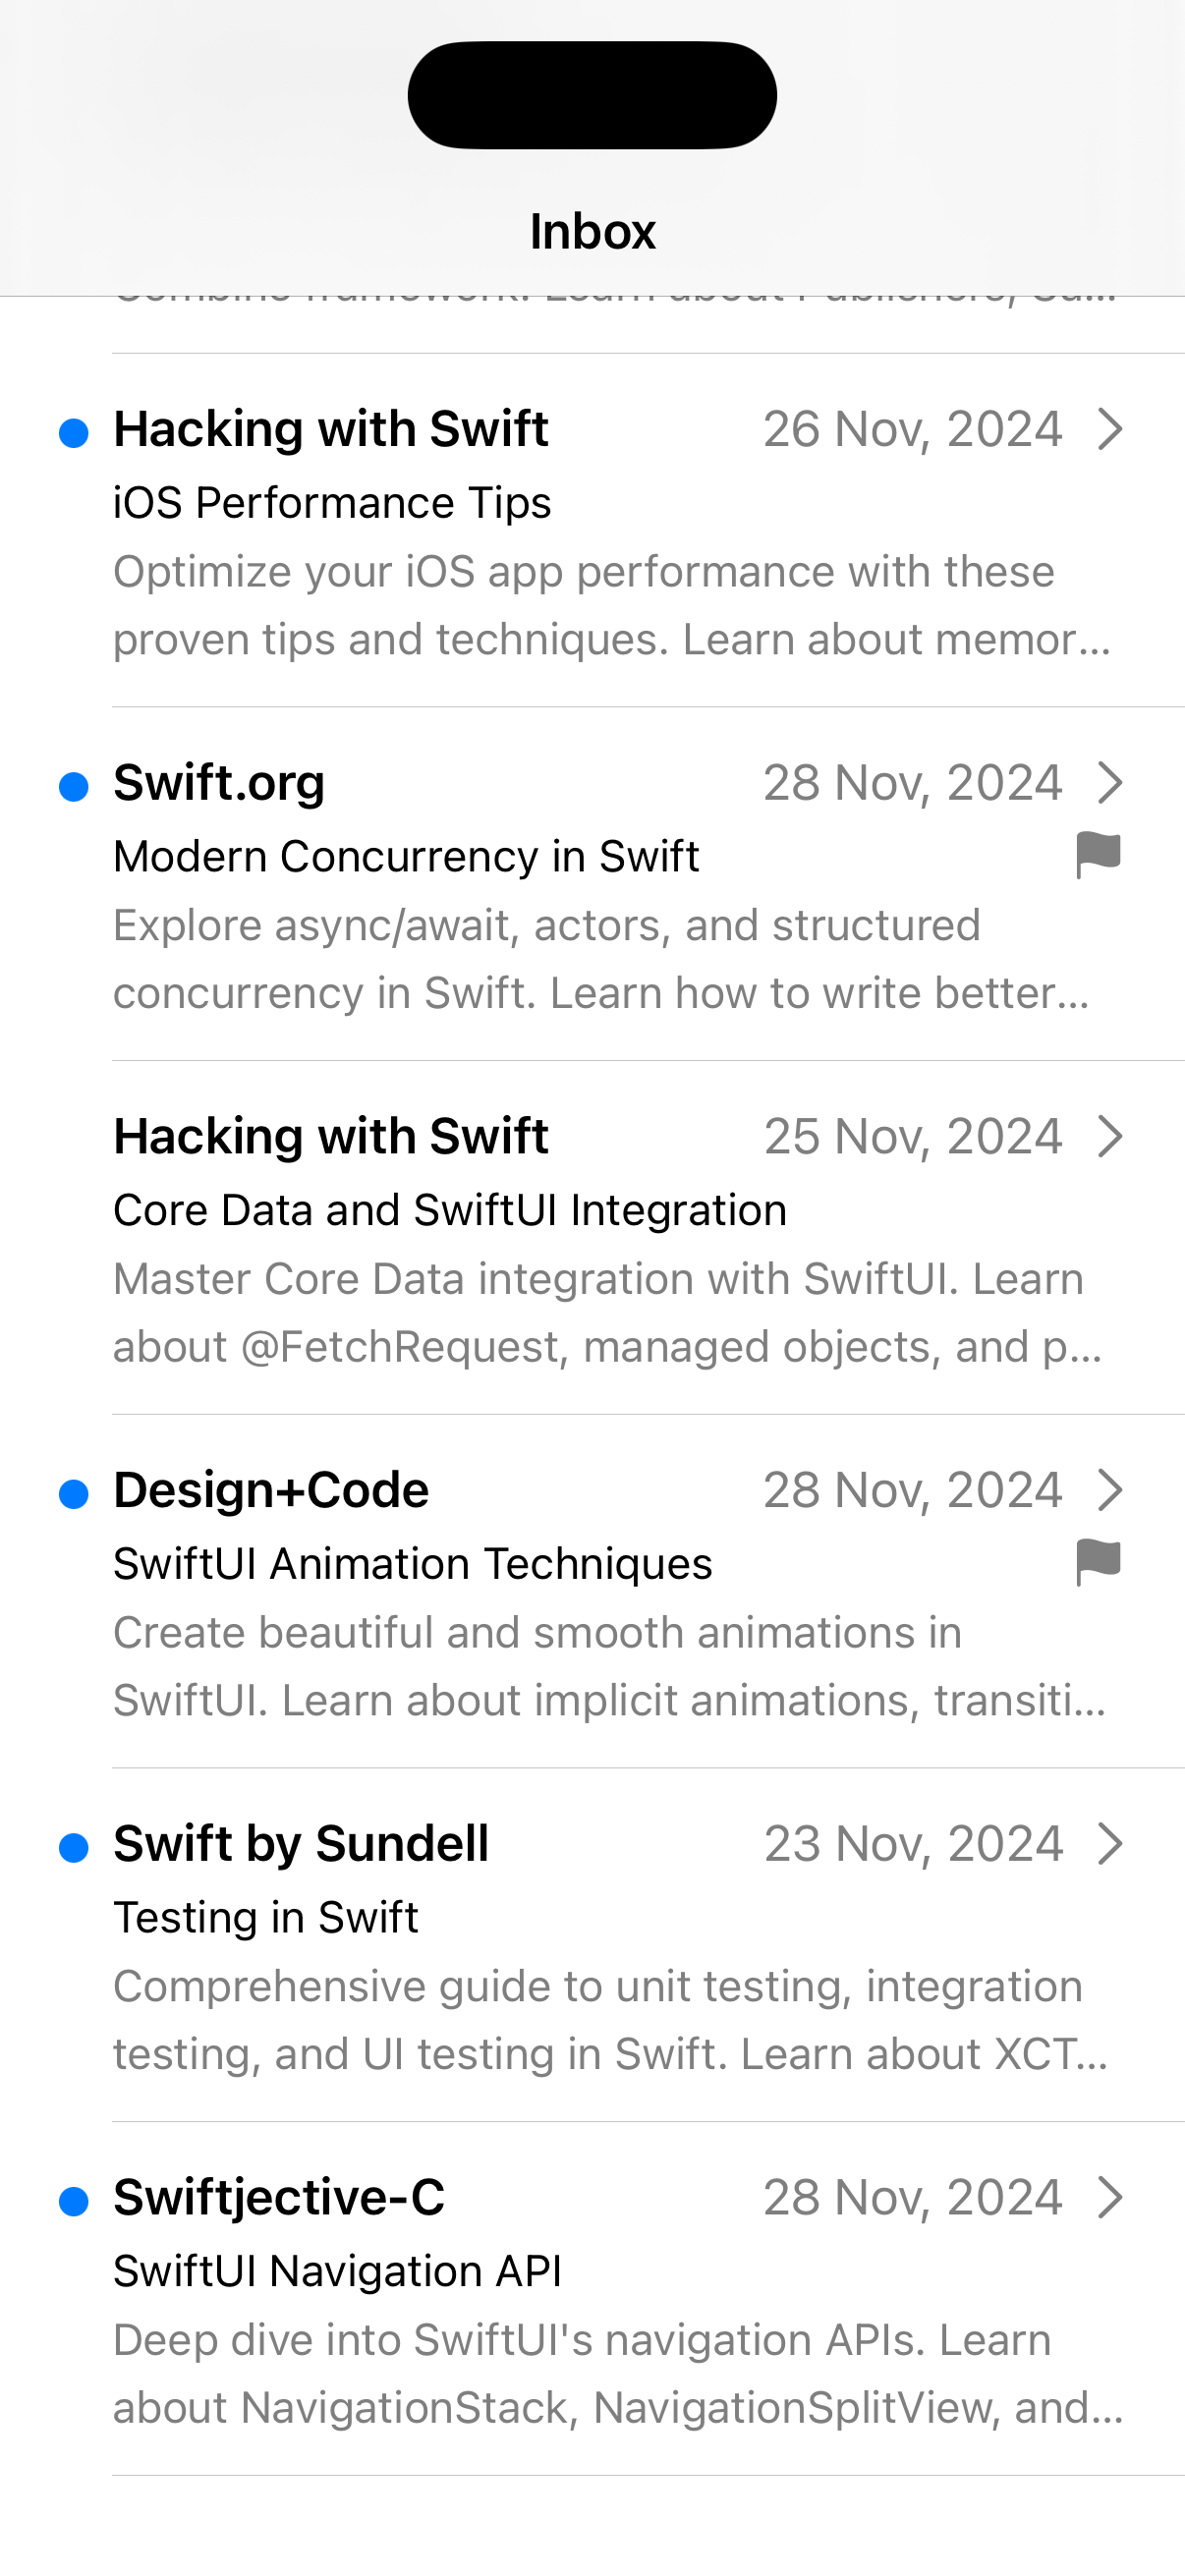 Inbox
Combine framework. Learn about Publishers, Su...
Hacking with Swift 26 Nov, 2024
iOS Performance Tips
Optimize your iOS app performance with these
proven tips and techniques. Learn about memor...
Swift.org 28 Nov, 2024
Modern Concurrency in Swift
Explore async/await, actors, and structured
concurrency in Swift. Learn how to write better...
Hacking with Swift 25 Nov, 2024
Core Data and SwiftUI Integration
Master Core Data integration with SwiftUI. Learn
about @FetchRequest, managed objects, and p...
Design+Code 28 Nov, 2024
SwiftUI Animation Techniques
Create beautiful and smooth animations in
SwiftUI. Learn about implicit animations, transiti...
Swift by Sundell 23 Nov, 2024
Testing in Swift
Comprehensive guide to unit testing, integration
testing, and UI testing in Swift. Learn about XCT...
Swiftjective-C 28 Nov, 2024
SwiftUI Navigation API
Deep dive into SwiftUI's navigation APIs. Learn
about NavigationStack, NavigationSplitView, and...